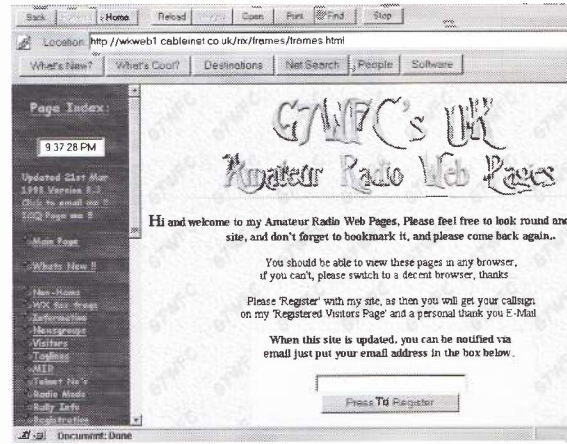 Back Home Reload Open Print Find Stop
Location: http://wkweb1.cableinet.co.uk/rix/frames/frames.html
What's New? What's Cool? Destinations Net Search People Software
Page Index:
9:37:28 PM
Updated 21st Mar
1998 Version 8.3
Click to email me !!
ICQ Page me !!
Main Page
Whats New !!
Non-Hams
WX fax freqs
Information
Newsgroups
Visitors
Taglines
MIR
Telnet No's
Radio Mods
Rally Info
Registration
G7WFC's UK
Amateur Radio Web Pages
Hi and welcome to my Amateur Radio Web Pages, Please feel free to look round and
site, and don't forget to bookmark it, and please come back again..
You should be able to view these pages in any browser,
if you can't, please switch to a decent browser, thanks
Please 'Register' with my site, as then you will get your callsign
on my 'Registered Visitors Page' and a personal thank you E-Mail
When this site is updated, you can be notified via
email just put your email address in the box below.
Press To Register
Document: Done